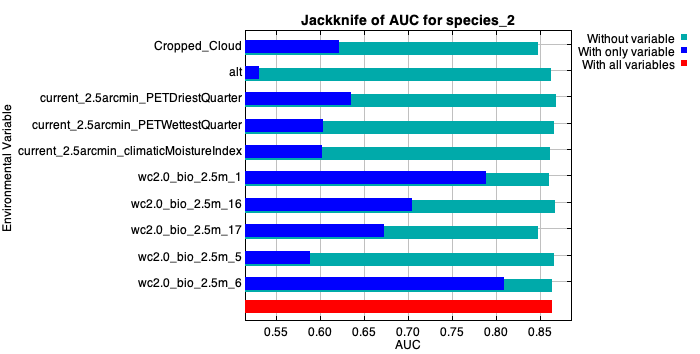 Jackknife of AUC for species_2
Without variable
With only variable
With all variables
Environmental Variable
Cropped_Cloud
alt
current_2.5arcmin_PETDriestQuarter
current_2.5arcmin_PETWettestQuarter
current_2.5arcmin_climaticMoistureIndex
wc2.0_bio_2.5m_1
wc2.0_bio_2.5m_16
wc2.0_bio_2.5m_17
wc2.0_bio_2.5m_5
wc2.0_bio_2.5m_6
0.55 0.60 0.65 0.70 0.75 0.80 0.85
AUC